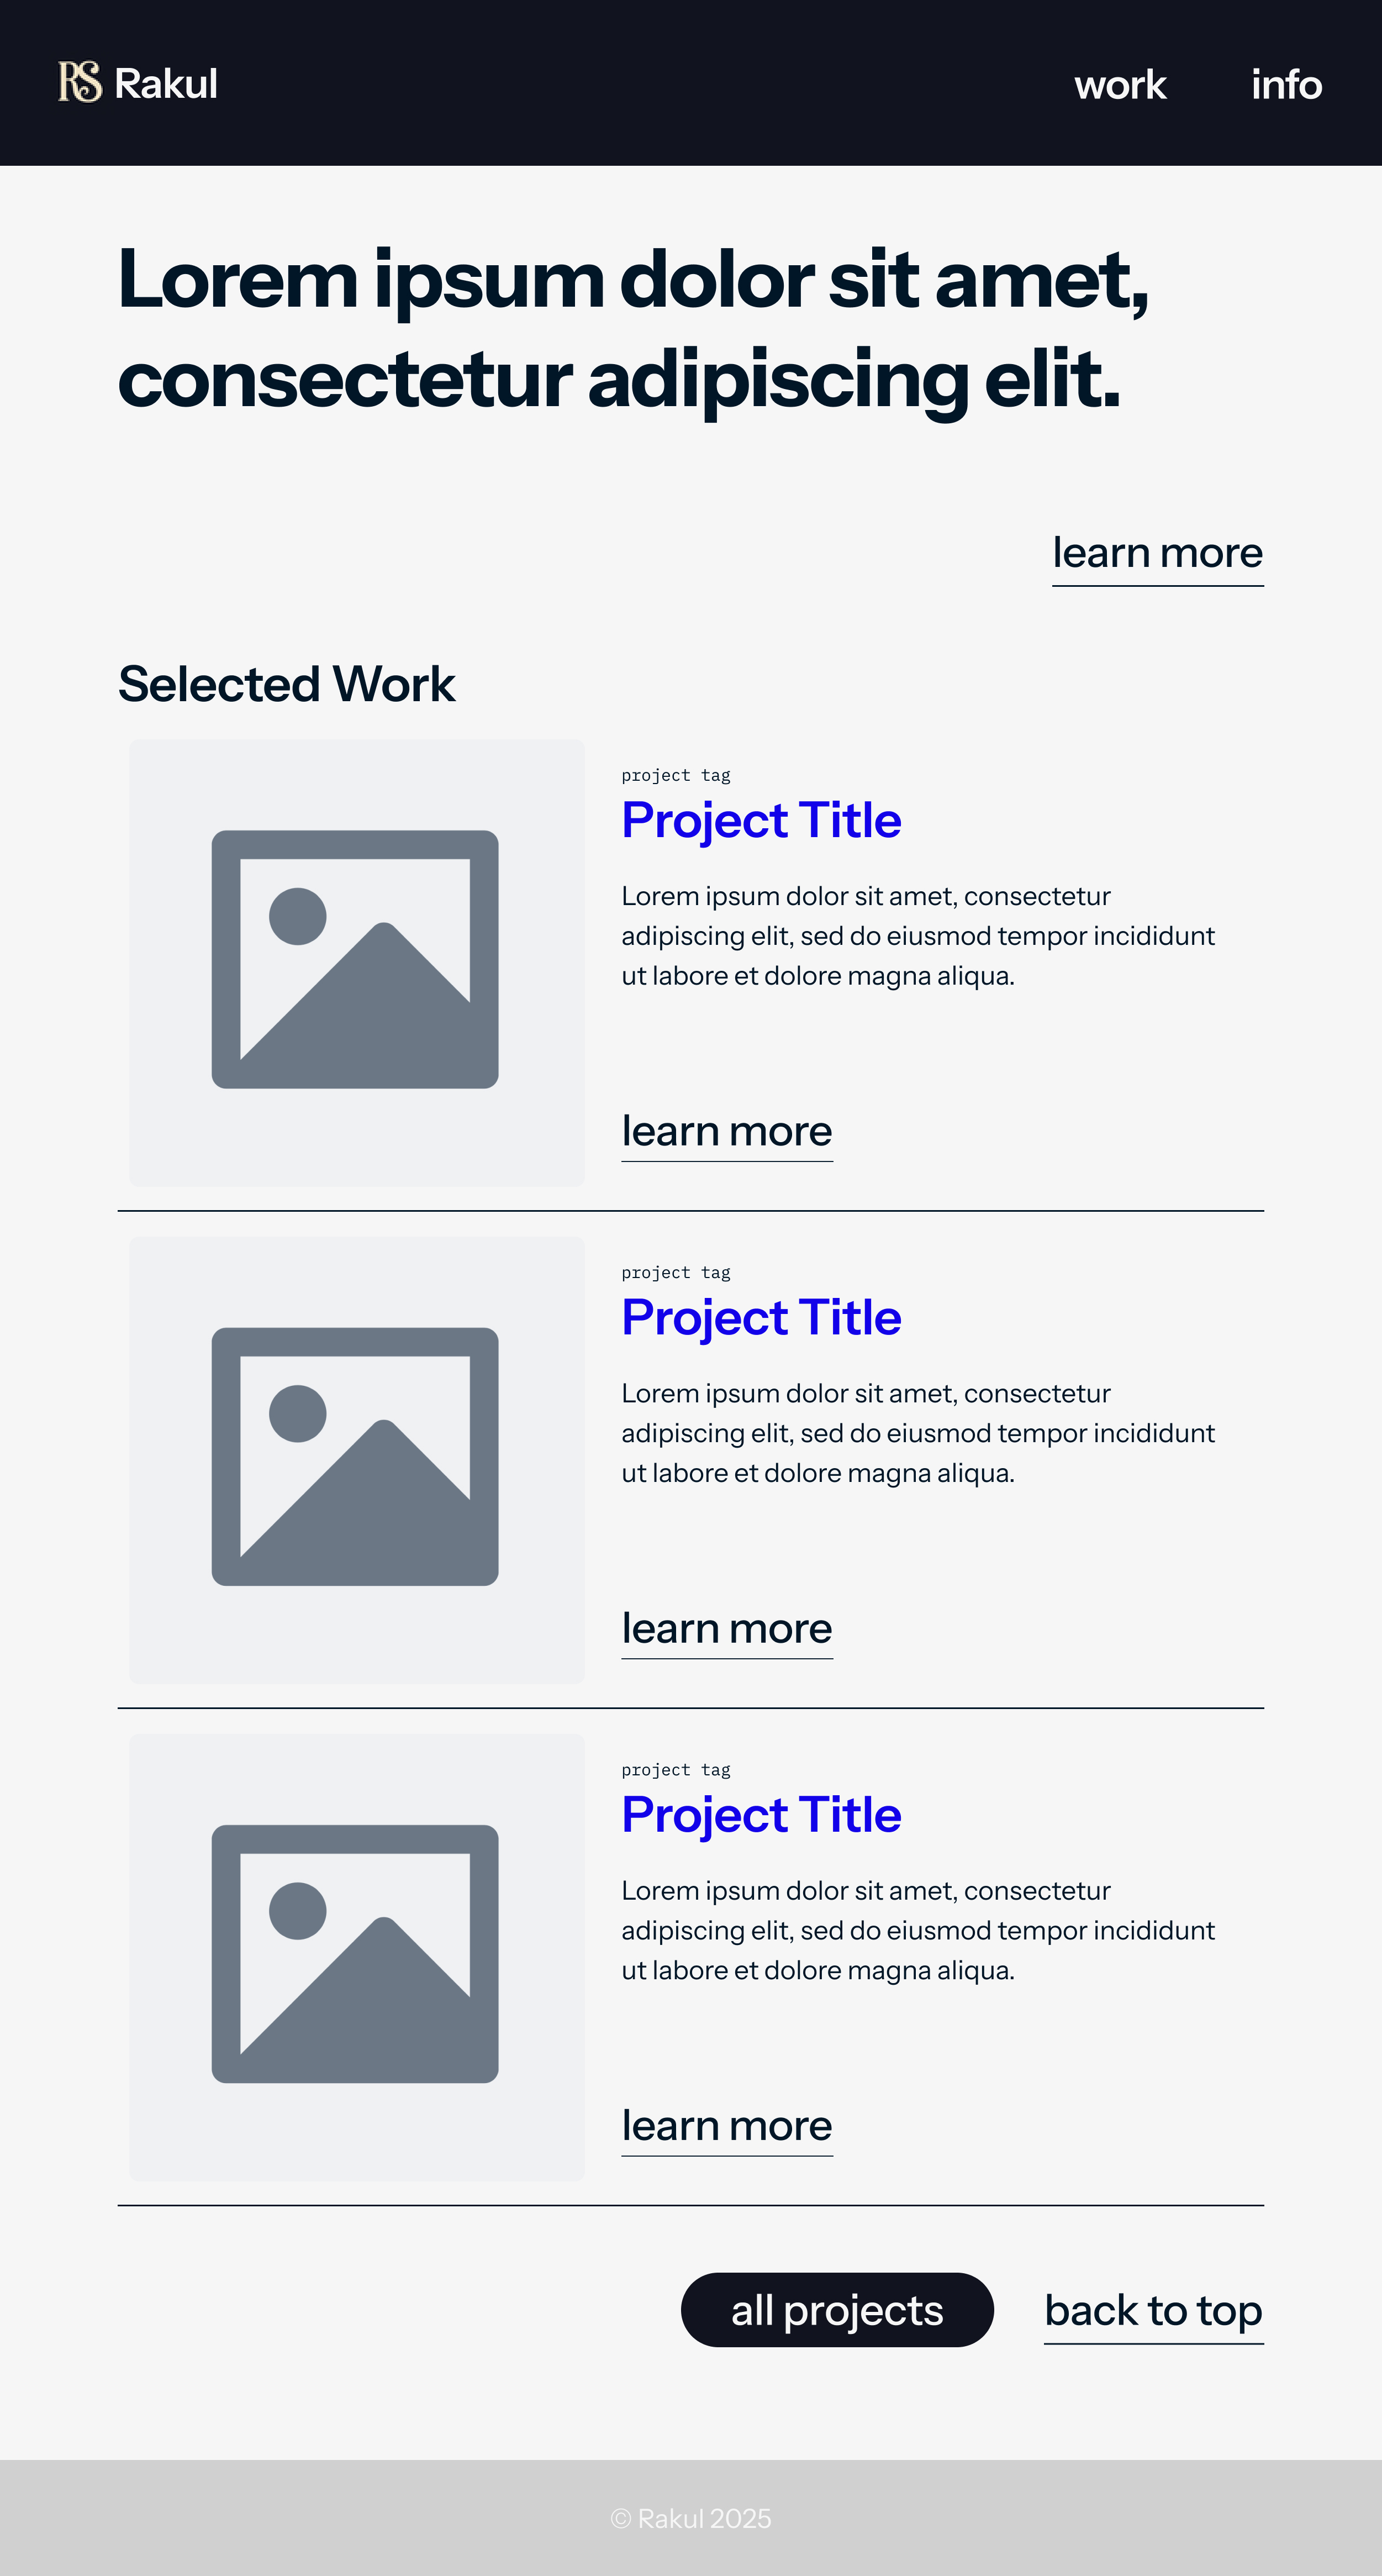 RS Rakul
work info
Lorem ipsum dolor sit amet,
consectetur adipiscing elit.
learn more
Selected Work
project tag
Project Title
Lorem ipsum dolor sit amet, consectetur
adipiscing elit, sed do eiusmod tempor incididunt
ut labore et dolore magna aliqua.
learn more
project tag
Project Title
Lorem ipsum dolor sit amet, consectetur
adipiscing elit, sed do eiusmod tempor incididunt
ut labore et dolore magna aliqua.
learn more
project tag
Project Title
Lorem ipsum dolor sit amet, consectetur
adipiscing elit, sed do eiusmod tempor incididunt
ut labore et dolore magna aliqua.
learn more
all projects
back to top
© Rakul 2025